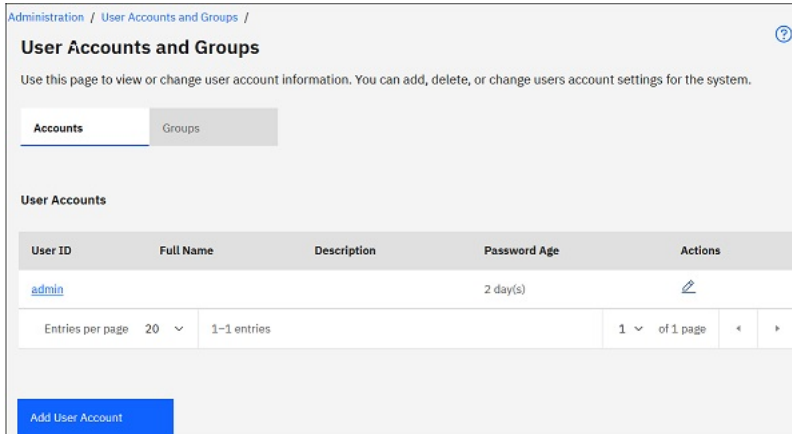 Administration / User Accounts and Groups /
User Accounts and Groups
Use this page to view or change user account information. You can add, delete, or change users account settings for the system.
Accounts Groups
User Accounts
User ID Full Name Description Password Age Actions
admin 2 day(s)
Entries per page 20 1–1 entries 1 of 1 page
Add User Account